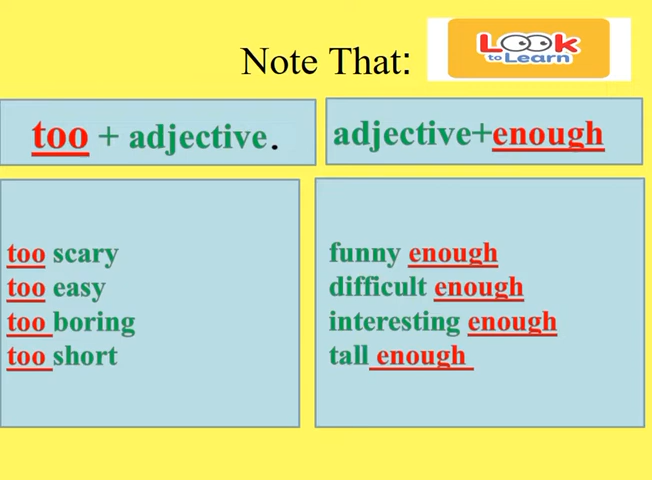 Note That:
Look
to Learn
too + adjective.
adjective+enough
too scary
too easy
too boring
too short
funny enough
difficult enough
interesting enough
tall enough